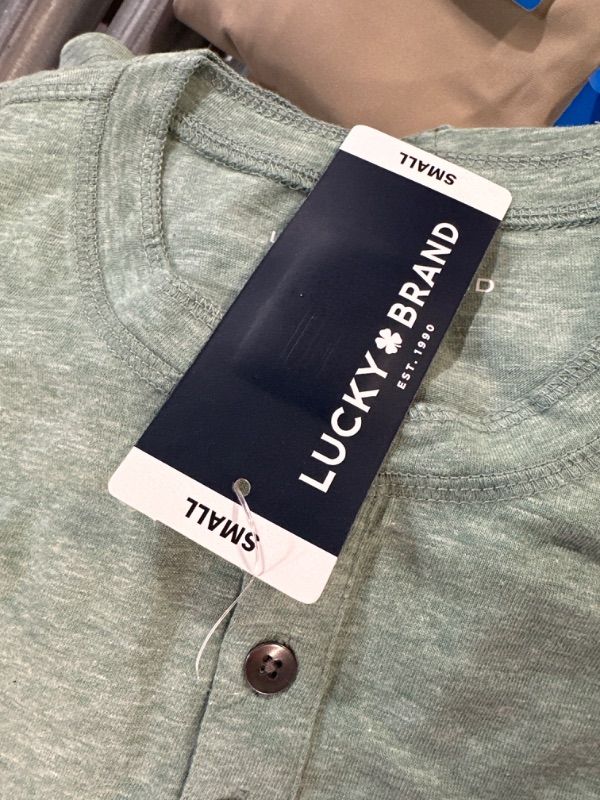 SMALL
LUCKY BRAND
EST. 1990
SMALL
D